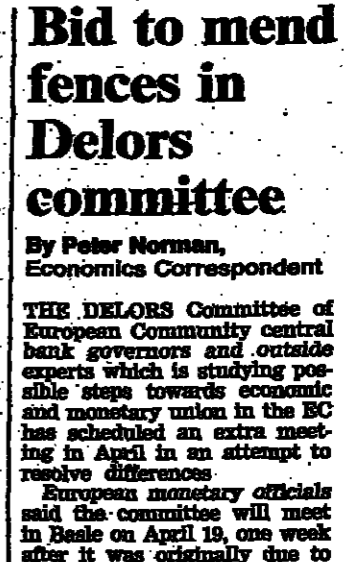 Bid to mend
fences in
Delors
committee
By Peter Norman,
Economics Correspondent
THE DELORS Committee of
European Community central
bank governors and outside
experts which is studying pos-
sible steps towards economic
and monetary union in the EC
has scheduled an extra meet-
ing in April in an attempt to
resolve differences
European monetary officials
said the committee will meet
in Basle on April 19, one week
after it was originally due to